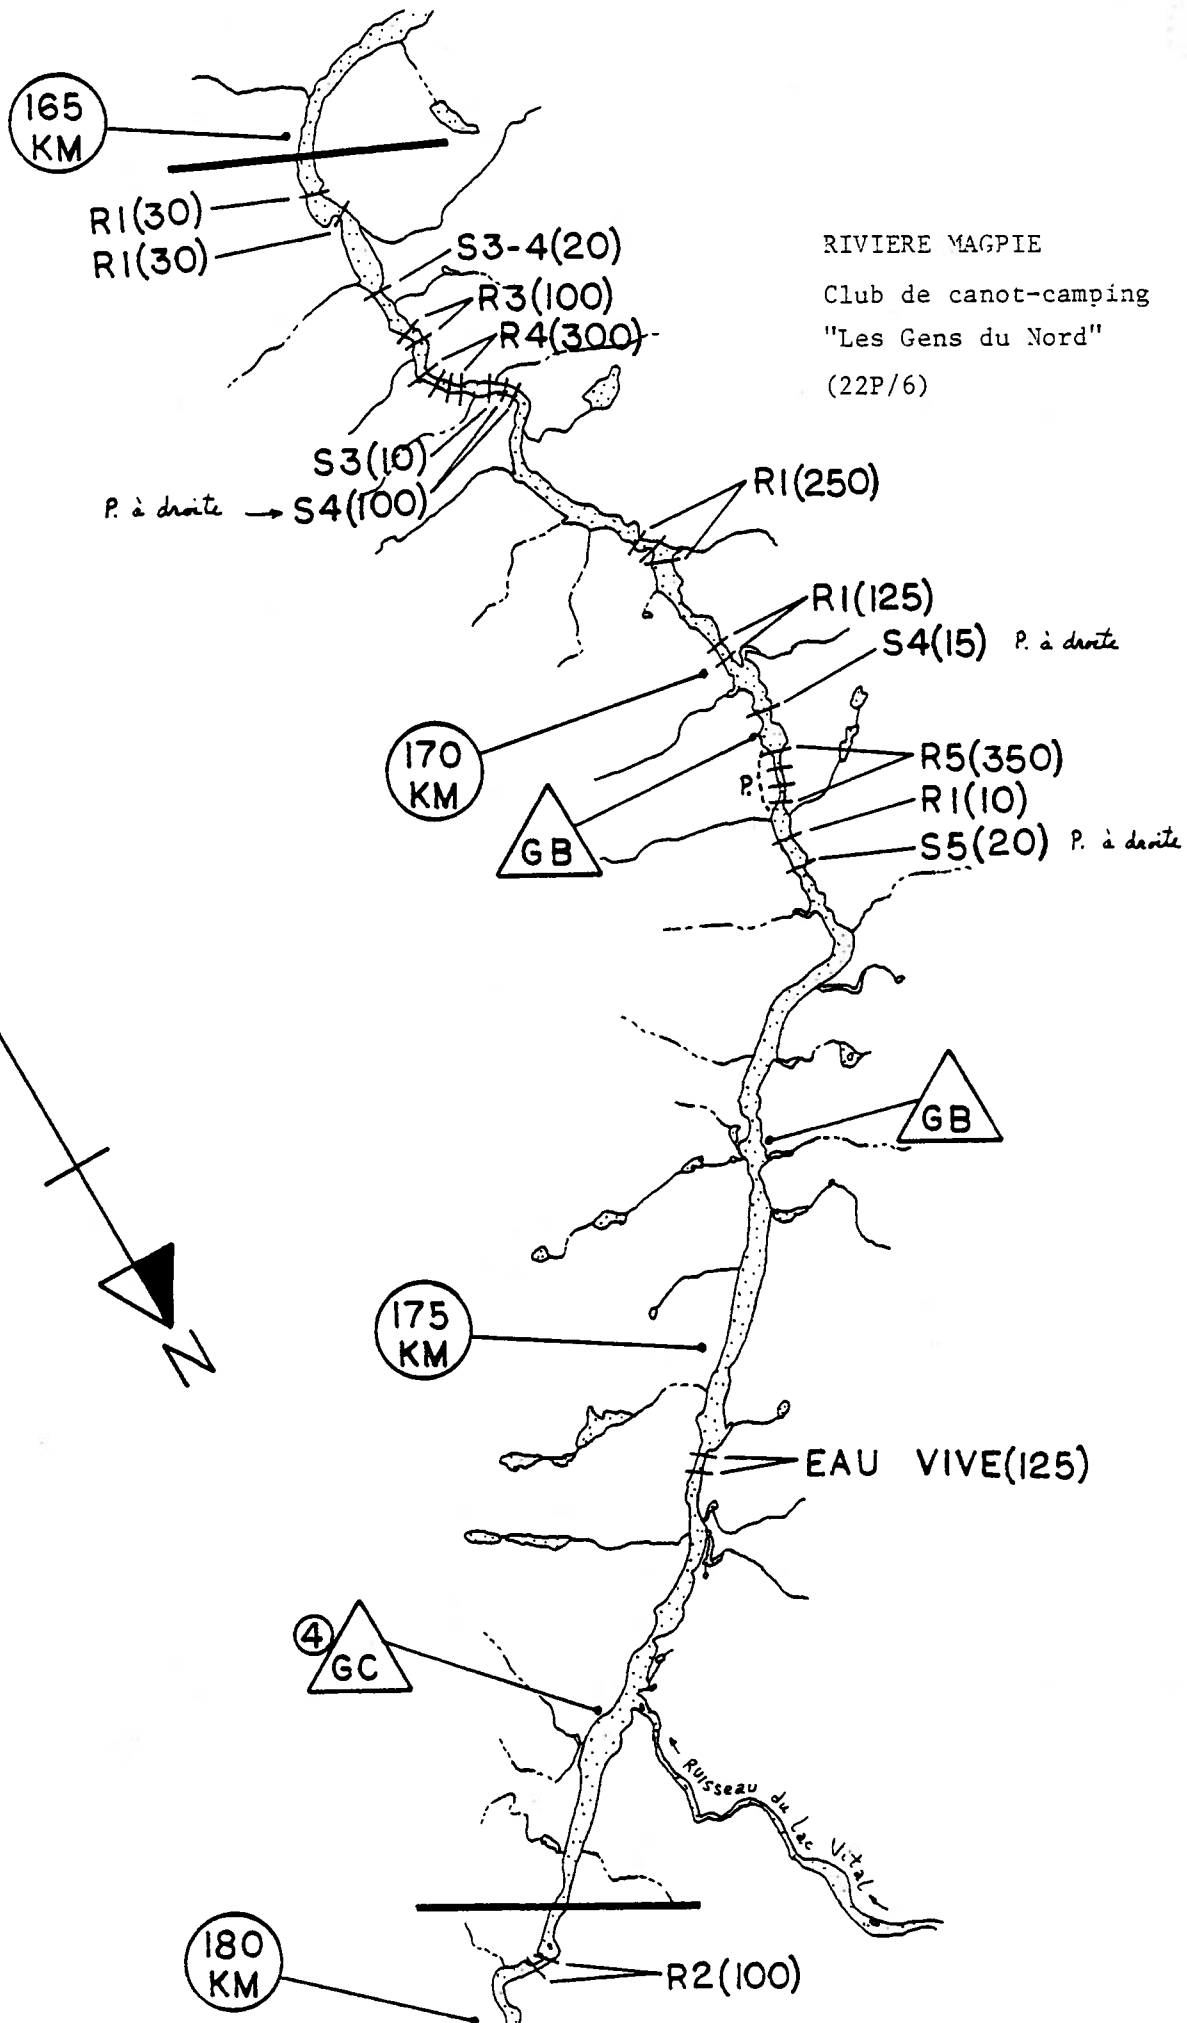 165
KM
R1(30)
R1(30)
S3-4(20)
R3(100)
R4(300)
RIVIERE MAGPIE
Club de canot-camping
"Les Gens du Nord"
(22P/6)
S3(10)
P. à droite → S4(100)
R1(250)
R1(125)
S4(15) P. à droite
170
KM
GB
P.
R5(350)
R1(10)
S5(20) P. à droite
GB
N
175
KM
EAU VIVE(125)
4
GC
Ruisseau du lac Vital
180
KM
R2(100)